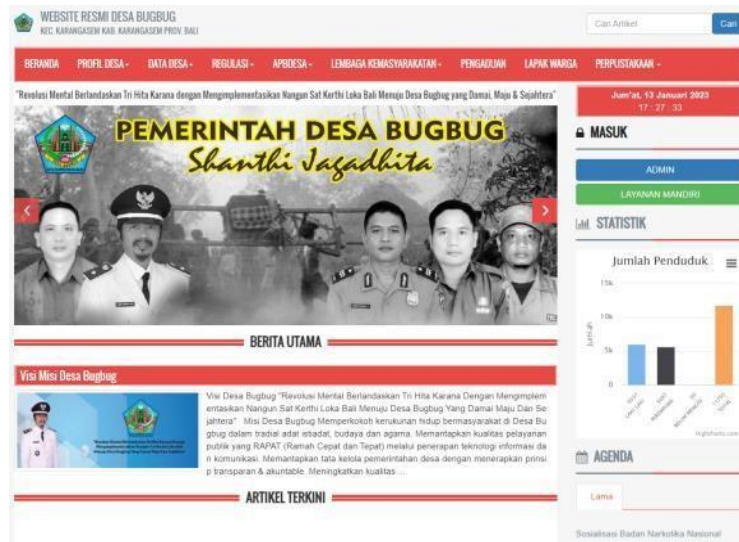 WEBSITE RESMI DESA BUGBUG
KEC. KARANGASEM KAB. KARANGASEM PROV. BALI
Cari Artikel
Cari
BERANDA PROFIL DESA DATA DESA REGULASI APBDESA LEMBAGA KEMASYARAKATAN PENGADUAN LAPAK WARGA PERPUSTAKAAN
"Revolusi Mental Berlandaskan Tri Hita Karana dengan Mengimplementasikan Nangun Sat Kerthi Loka Bali Menuju Desa Bugbug yang Damai, Maju & Sejahtera"
Jum'at, 13 Januari 2023
17 : 27 : 33
PEMERINTAH DESA BUGBUG
Shanthi Jagadhita
MASUK
ADMIN
LAYANAN MANDIRI
STATISTIK
Jumlah Penduduk
15k
10k
5k
0
Jumlah
LAKI-LAKI
PEREMPUAN
TOTAL
Highcharts.com
BERITA UTAMA
Visi Misi Desa Bugbug
Visi Desa Bugbug "Revolusi Mental Berlandaskan Tri Hita Karana Dengan Mengimplem
entasikan Nangun Sat Kerthi Loka Bali Menuju Desa Bugbug Yang Damai Maju Dan Se
jahtera" Misi Desa Bugbug Memperkokoh kerukunan hidup bermasyarakat di Desa Bu
gbug dalam tradisi adat istiadat, budaya dan agama. Memantapkan kualitas pelayanan
publik yang RAPAT (Ramah Cepat dan Tepat) melalui penerapan teknologi informasi da
n komunikasi. Memantapkan tata kelola pemerintahan desa dengan menerapkan prinsi
p transparan & akuntable. Meningkatkan kualitas ...
ARTIKEL TERKINI
AGENDA
Lama
Sosialisasi Badan Narkotika Nasional